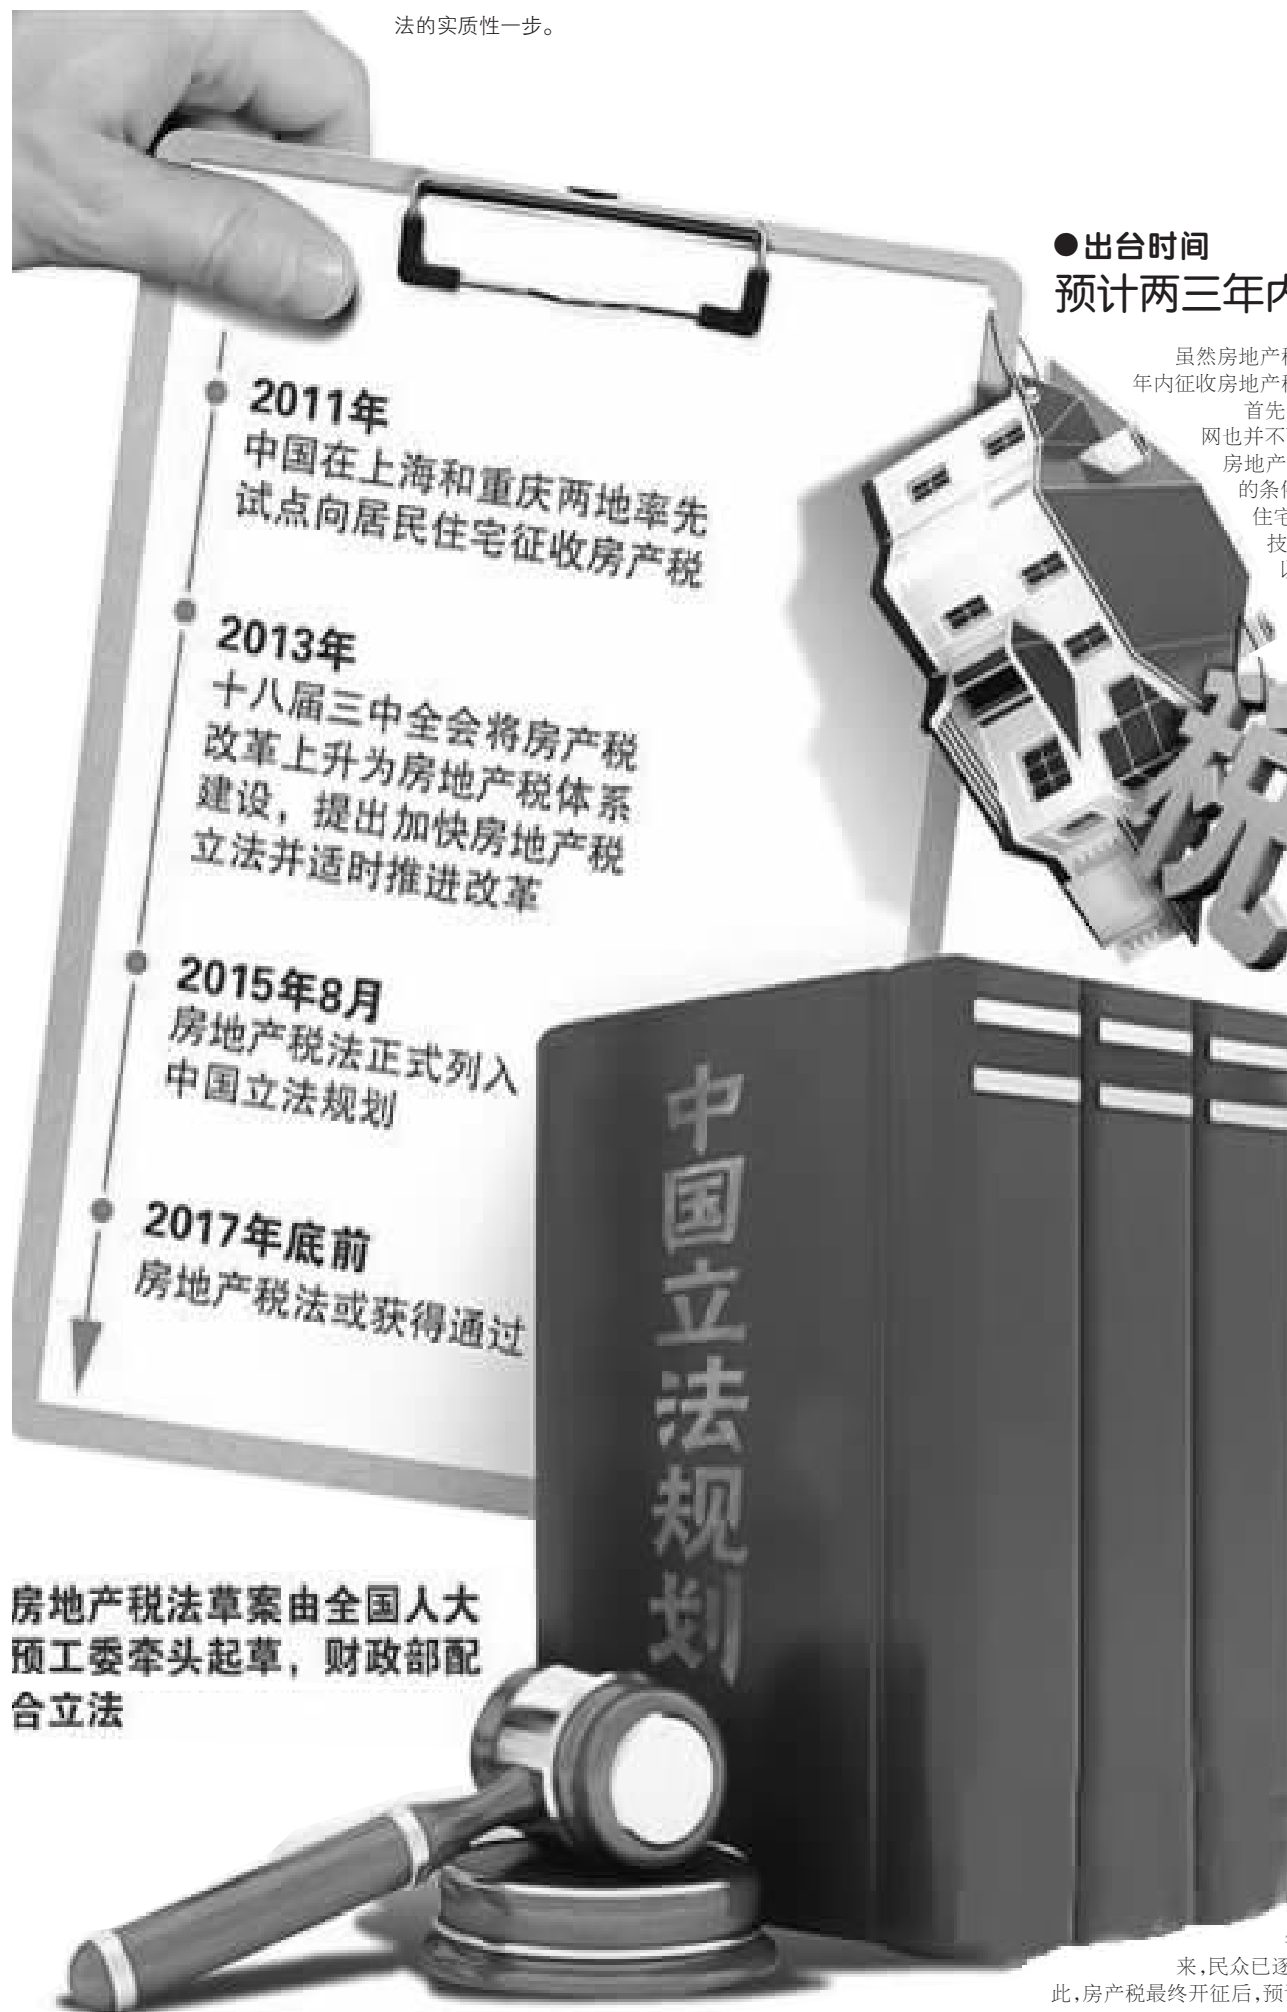 法的实质性一步。
●出台时间
预计两三年内
虽然房地产税
年内征收房地产税
首先
网也并不
房地产
的条件
住宅
技
以
2011年
中国在上海和重庆两地率先
试点向居民住宅征收房产税
2013年
十八届三中全会将房产税
改革上升为房地产税体系
建设，提出加快房地产税
立法并适时推进改革
2015年8月
房地产税法正式列入
中国立法规划
2017年底前
房地产税法或获得通过
税
中国立法规划
房地产税法草案由全国人大
预工委牵头起草，财政部配
合立法
来,民众已逐
此,房产税最终开征后,预